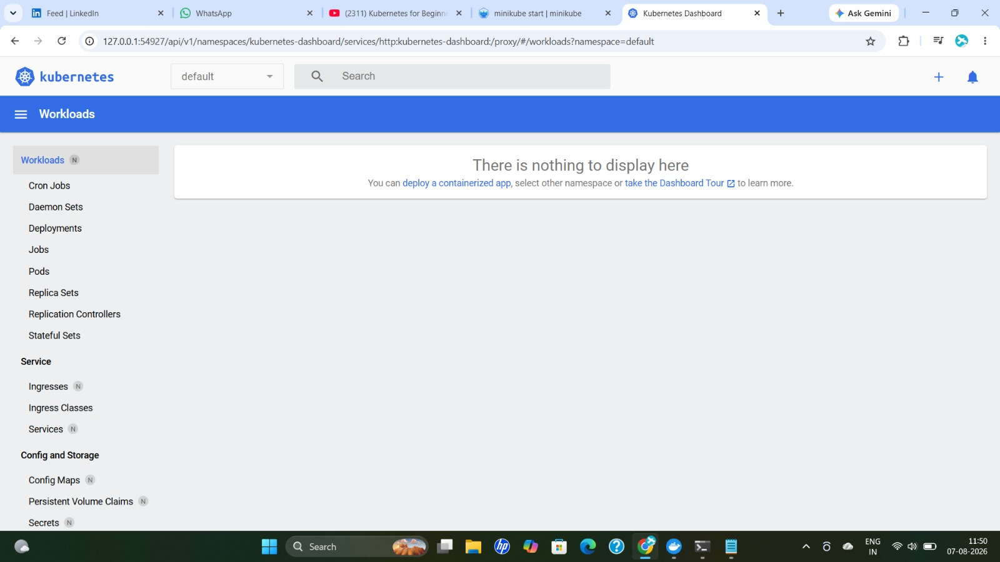 Feed | LinkedIn
WhatsApp
(2311) Kubernetes for Beginne
minikube start | minikube
Kubernetes Dashboard
Ask Gemini
127.0.0.1:54927/api/v1/namespaces/kubernetes-dashboard/services/http:kubernetes-dashboard:/proxy/#/workloads?namespace=default
kubernetes
default
Search
Workloads
Workloads N
Cron Jobs
Daemon Sets
Deployments
Jobs
Pods
Replica Sets
Replication Controllers
Stateful Sets
Service
Ingresses N
Ingress Classes
Services N
Config and Storage
Config Maps N
Persistent Volume Claims N
Secrets N
There is nothing to display here
You can deploy a containerized app, select other namespace or take the Dashboard Tour to learn more.
Search
hp
ENG
IN
11:50
07-08-2026